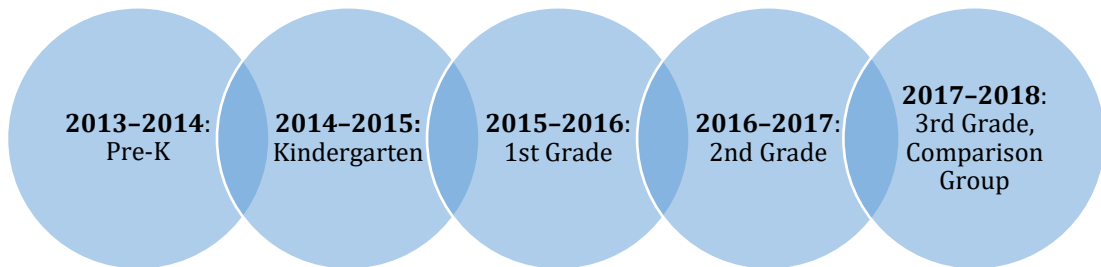 2013–2014:
Pre-K
2014–2015:
Kindergarten
2015–2016:
1st Grade
2016–2017:
2nd Grade
2017–2018:
3rd Grade,
Comparison
Group